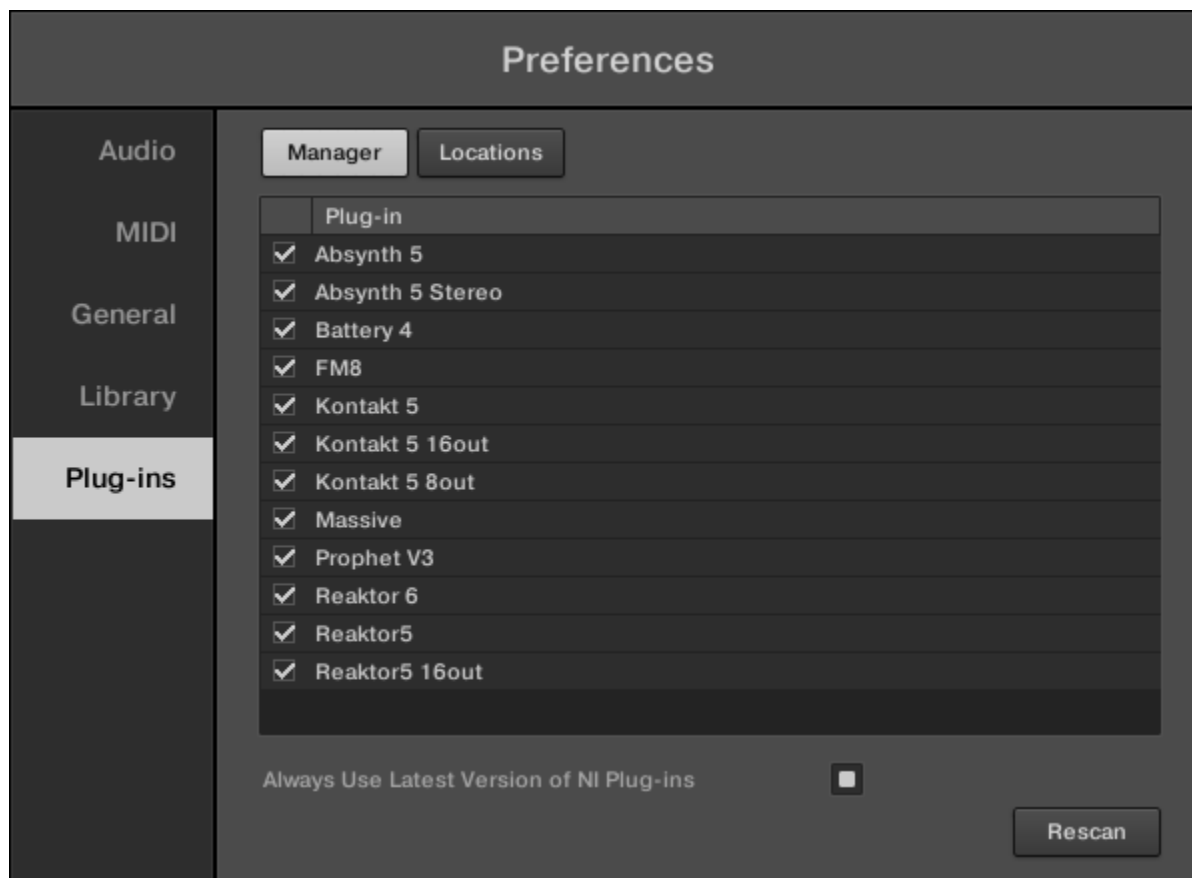 Preferences
Audio
MIDI
General
Library
Plug-ins
Manager
Locations
Plug-in
Absynth 5
Absynth 5 Stereo
Battery 4
FM8
Kontakt 5
Kontakt 5 16out
Kontakt 5 8out
Massive
Prophet V3
Reaktor 6
Reaktor5
Reaktor5 16out
Always Use Latest Version of NI Plug-ins
Rescan